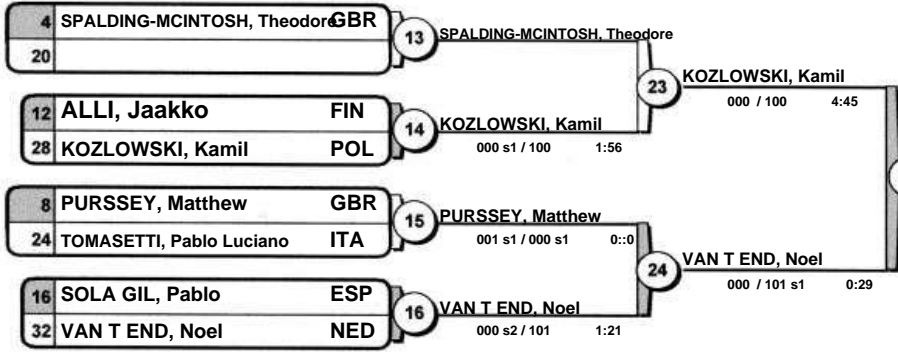 4 SPALDING-MCINTOSH, Theodore GBR
20
13 SPALDING-MCINTOSH, Theodore
12 ALLI, Jaakko FIN
28 KOZLOWSKI, Kamil POL
14 KOZLOWSKI, Kamil
000 s1 / 100 1:56
23 KOZLOWSKI, Kamil
000 / 100 4:45
8 PURSSEY, Matthew GBR
24 TOMASETTI, Pablo Luciano ITA
15 PURSSEY, Matthew
001 s1 / 000 s1 0::0
16 SOLA GIL, Pablo ESP
32 VAN T END, Noel NED
16 VAN T END, Noel
000 s2 / 101 1:21
24 VAN T END, Noel
000 / 101 s1 0:29